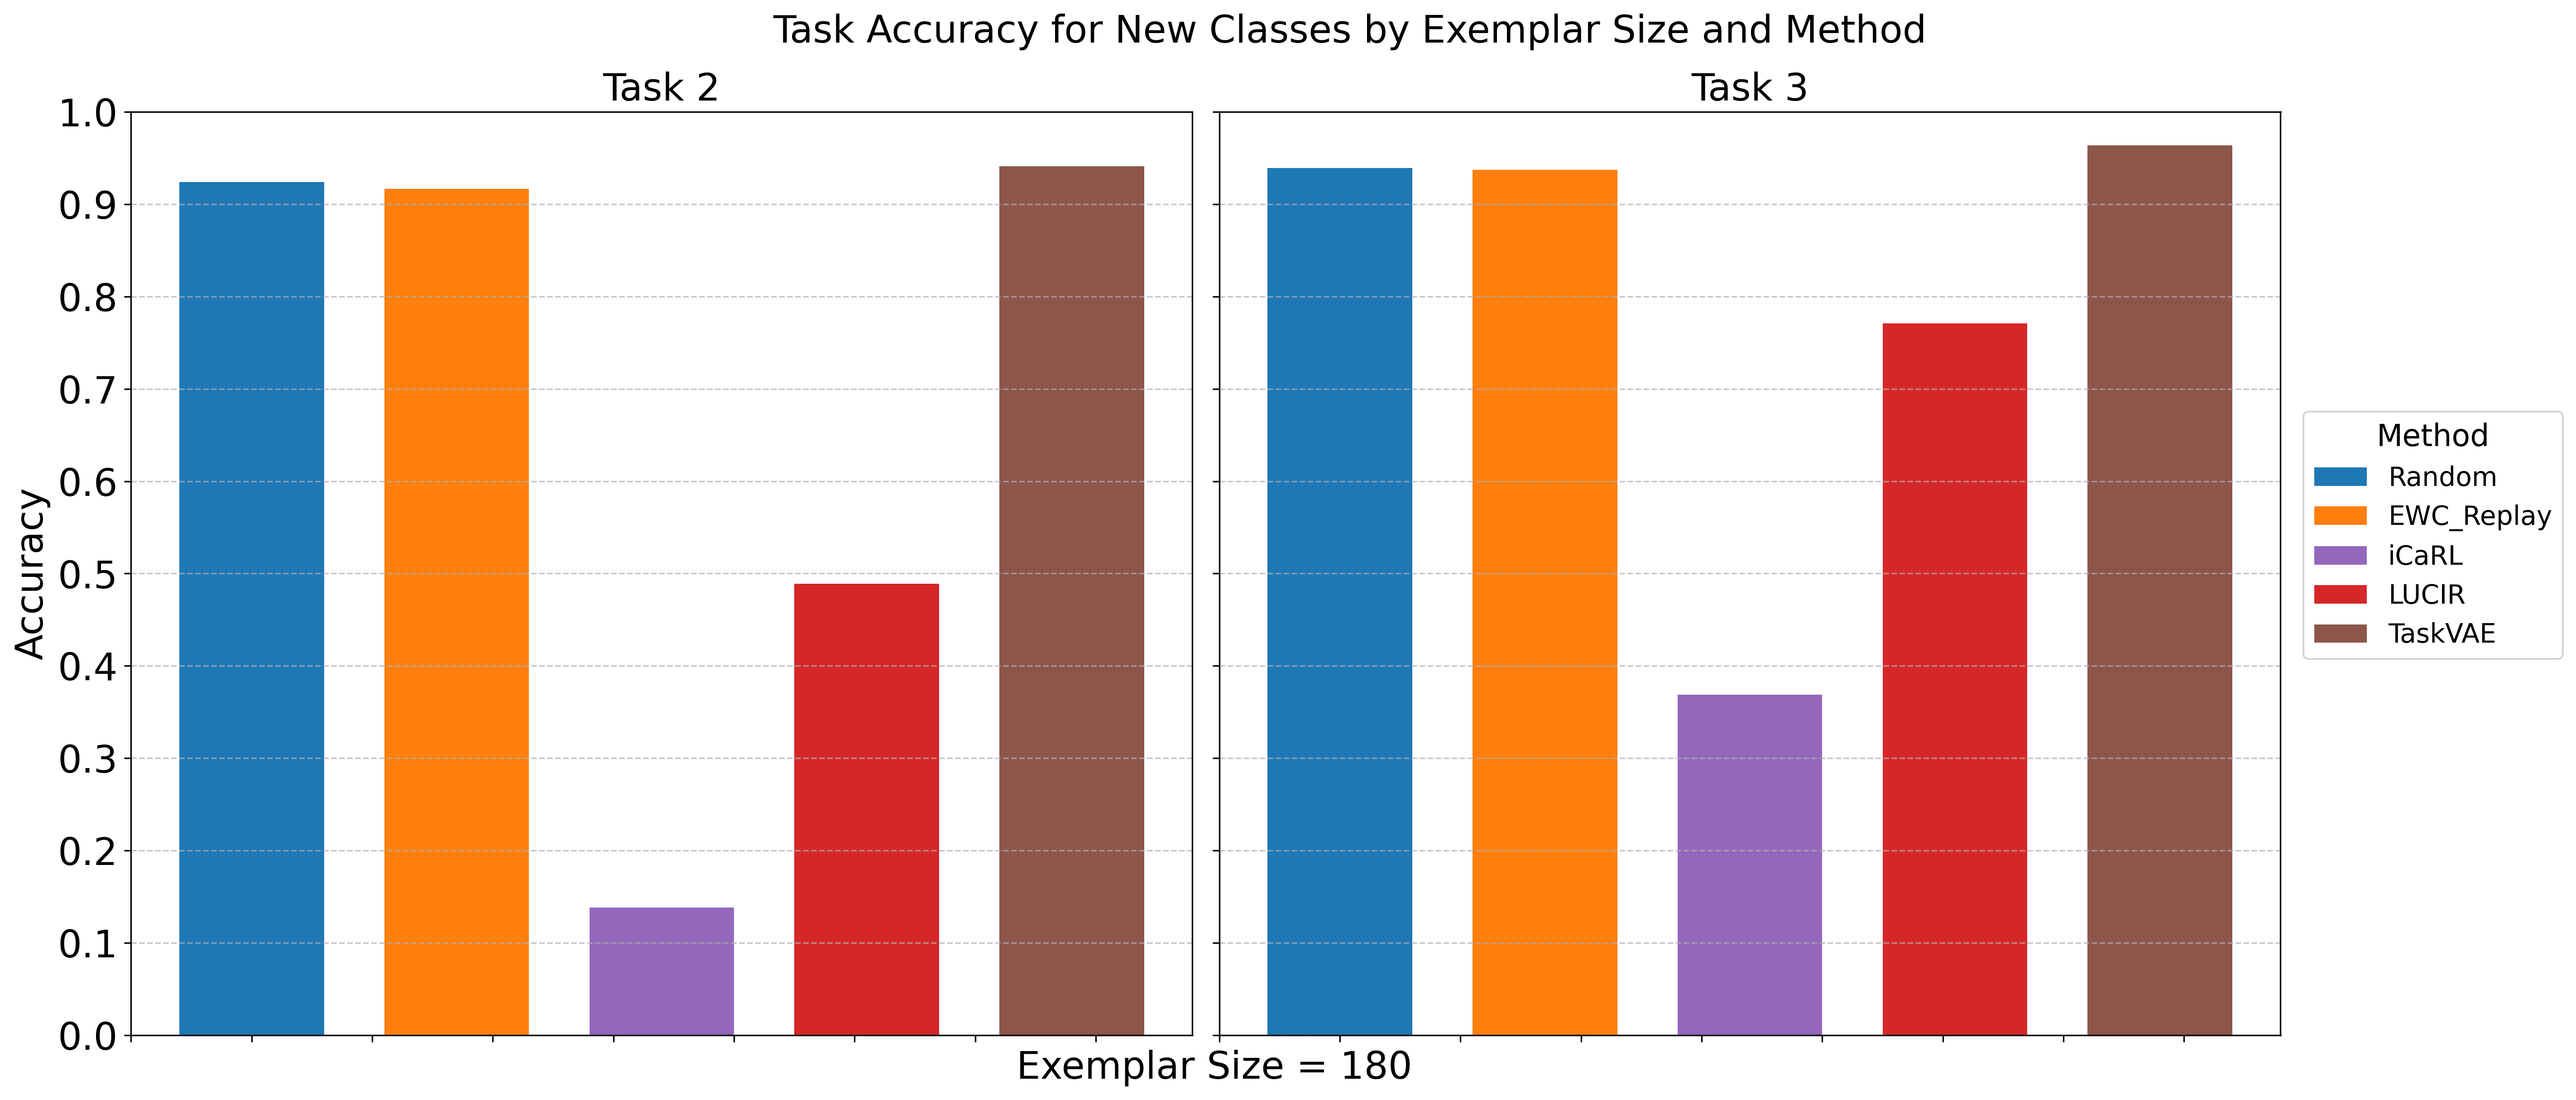 Task Accuracy for New Classes by Exemplar Size and Method
Task 2
Task 3
1.0
0.9
0.8
0.7
0.6
0.5
0.4
0.3
0.2
0.1
0.0
Accuracy
Exemplar Size = 180
Method
Random
EWC_Replay
iCaRL
LUCIR
TaskVAE